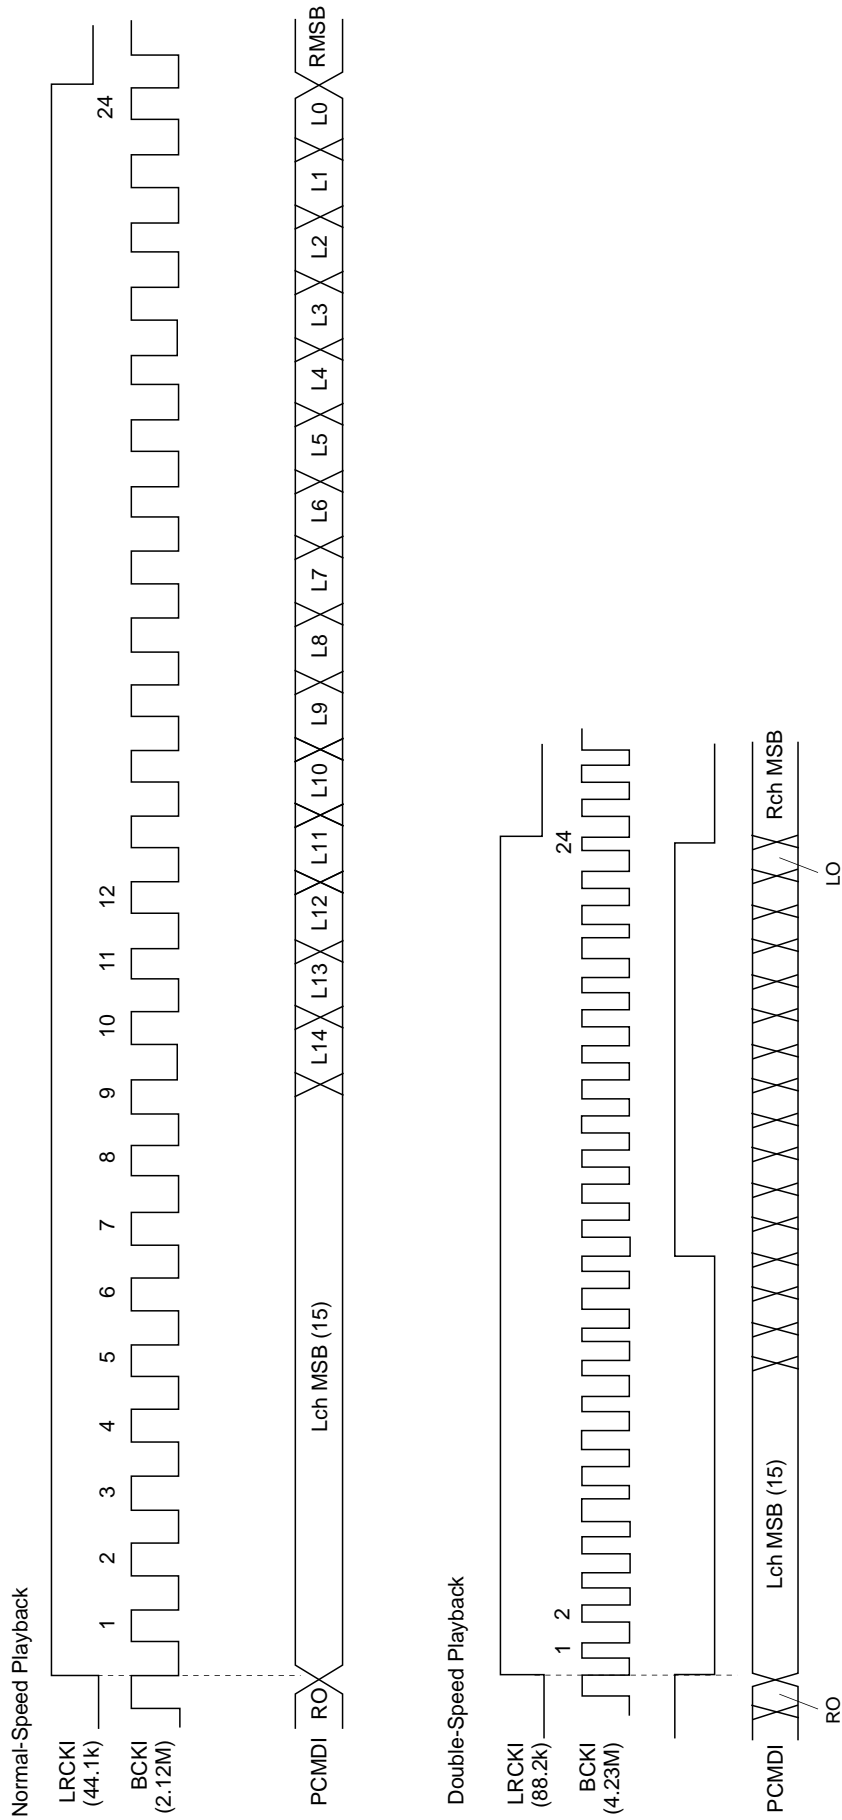 Normal-Speed Playback
LRCKI
(44.1k)
BCKI
(2.12M)
1 2 3 4 5 6 7 8 9 10 11 12 24
PCMDI
RO Lch MSB (15) L14 L13 L12 L11 L10 L9 L8 L7 L6 L5 L4 L3 L2 L1 L0 RMSB
Double-Speed Playback
LRCKI
(88.2k)
BCKI
(4.23M)
1 2 24
PCMDI
Lch MSB (15) Rch MSB
RO LO